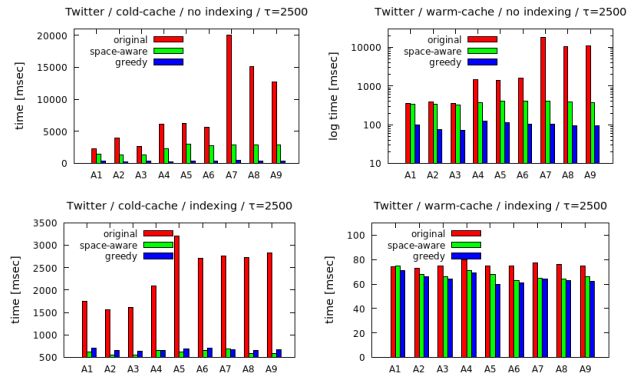 Twitter / cold-cache / no indexing / τ=2500
time [msec]
20000
15000
10000
5000
0
original
space-aware
greedy
A1 A2 A3 A4 A5 A6 A7 A8 A9
Twitter / warm-cache / no indexing / τ=2500
log time [msec]
10000
1000
100
10
original
space-aware
greedy
A1 A2 A3 A4 A5 A6 A7 A8 A9
Twitter / cold-cache / indexing / τ=2500
time [msec]
3500
3000
2500
2000
1500
1000
500
original
space-aware
greedy
A1 A2 A3 A4 A5 A6 A7 A8 A9
Twitter / warm-cache / indexing / τ=2500
time [msec]
100
80
60
40
20
0
original
space-aware
greedy
A1 A2 A3 A4 A5 A6 A7 A8 A9